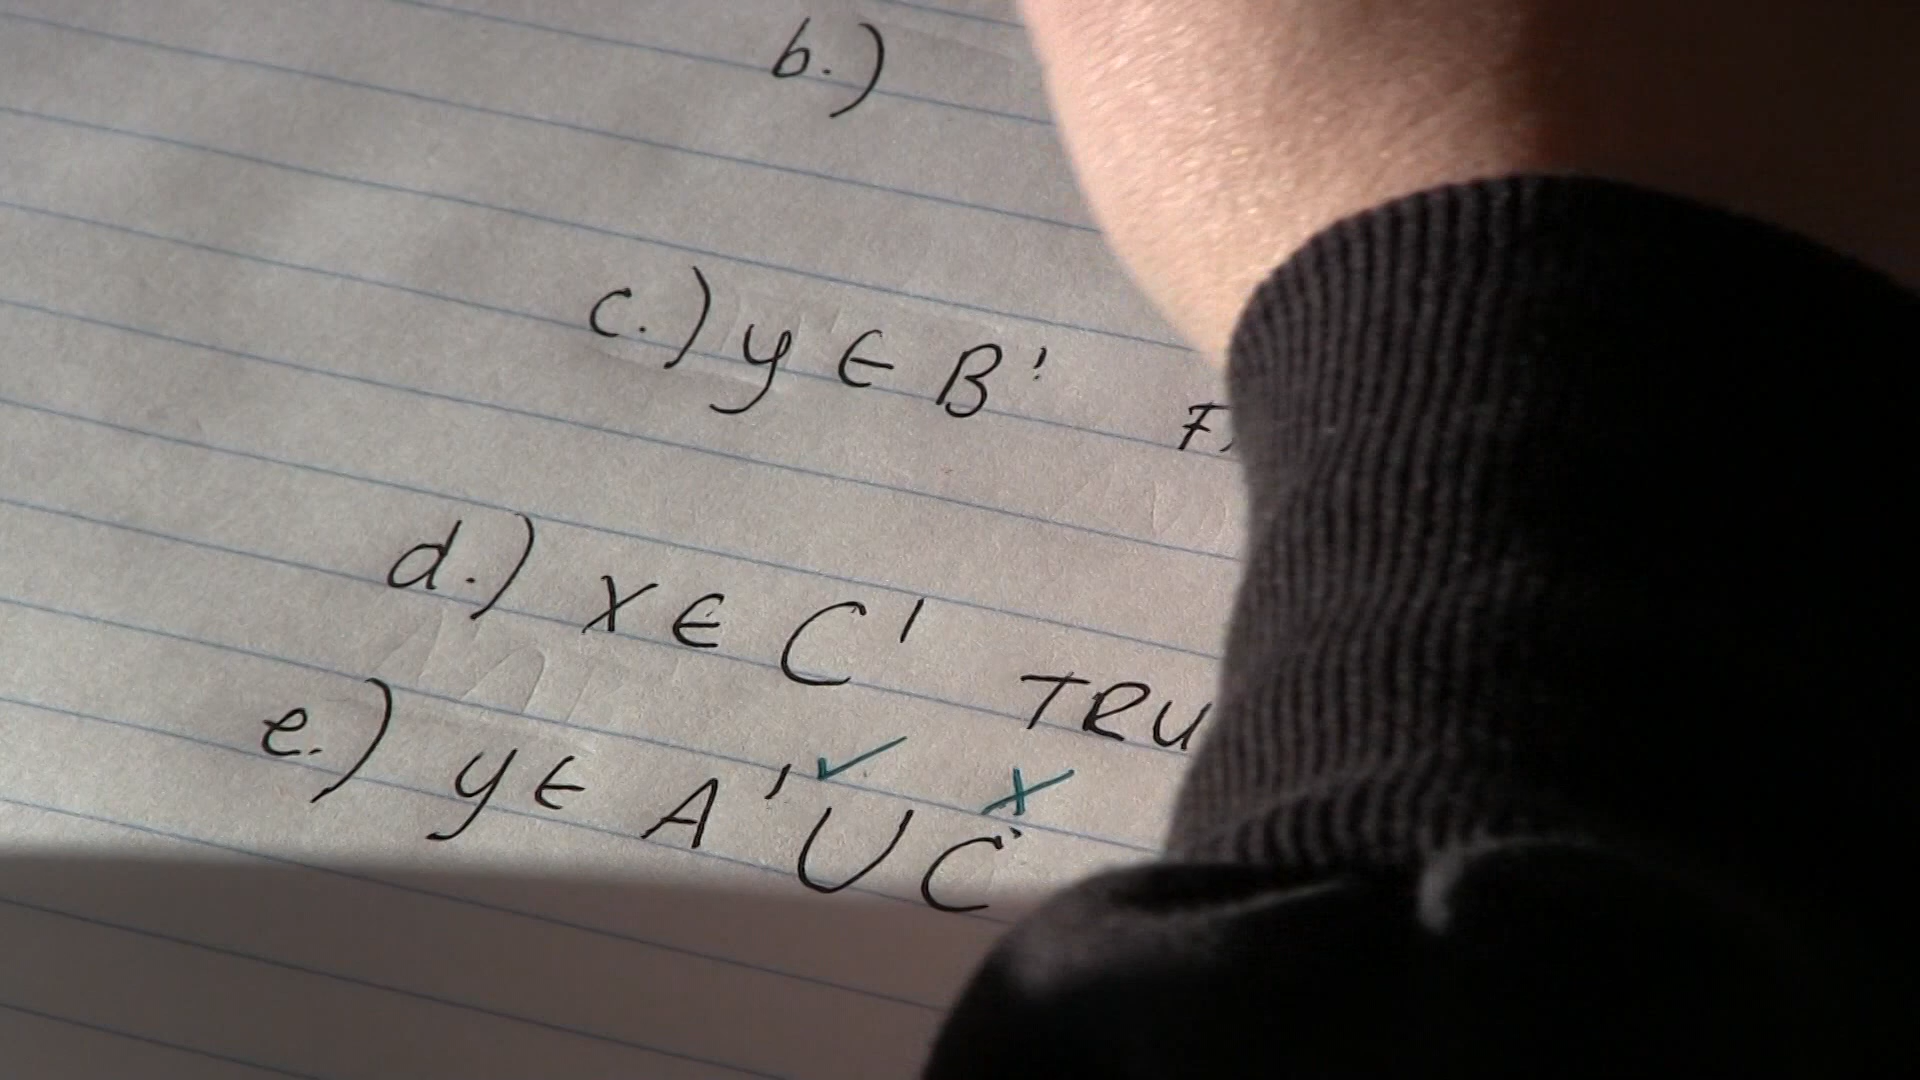 b.)
c.) y ∈ B' F
d.) x ∈ C' TRU
e.) y ∈ A' ✓ ∪ C ✗